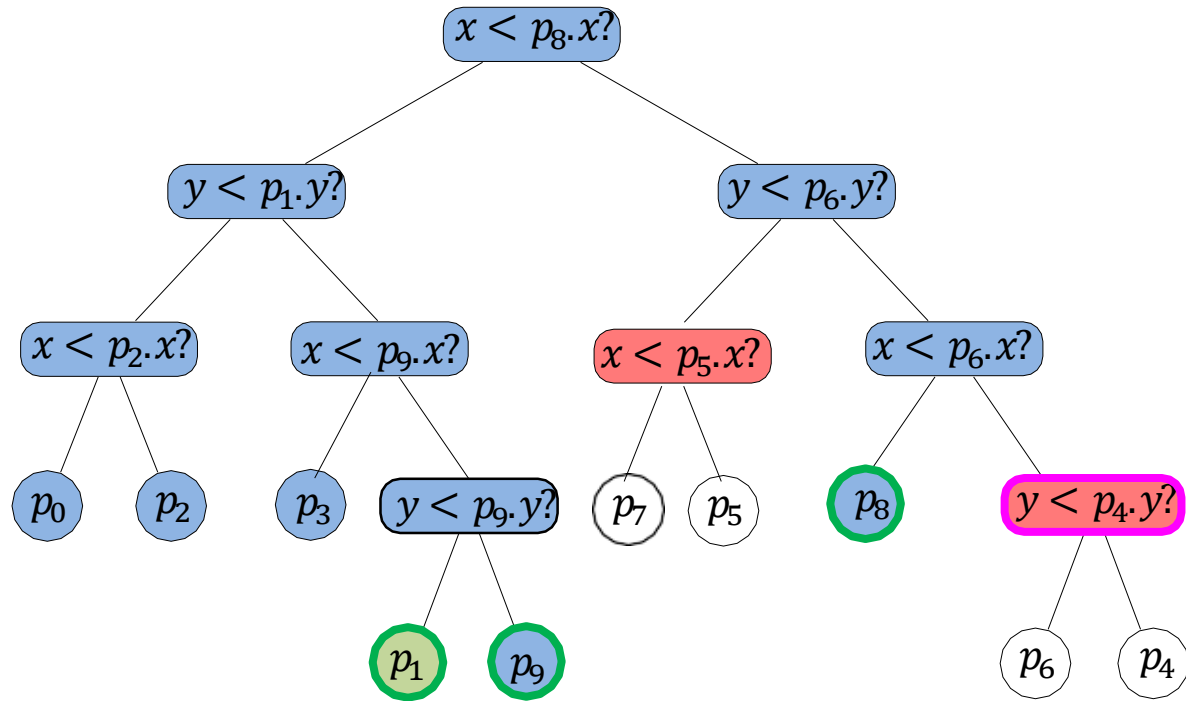 x < p₈.x?
y < p₁.y?
y < p₆.y?
x < p₂.x?
x < p₉.x?
x < p₅.x?
x < p₆.x?
p₀
p₂
p₃
y < p₉.y?
p₇
p₅
p₈
y < p₄.y?
p₁
p₉
p₆
p₄